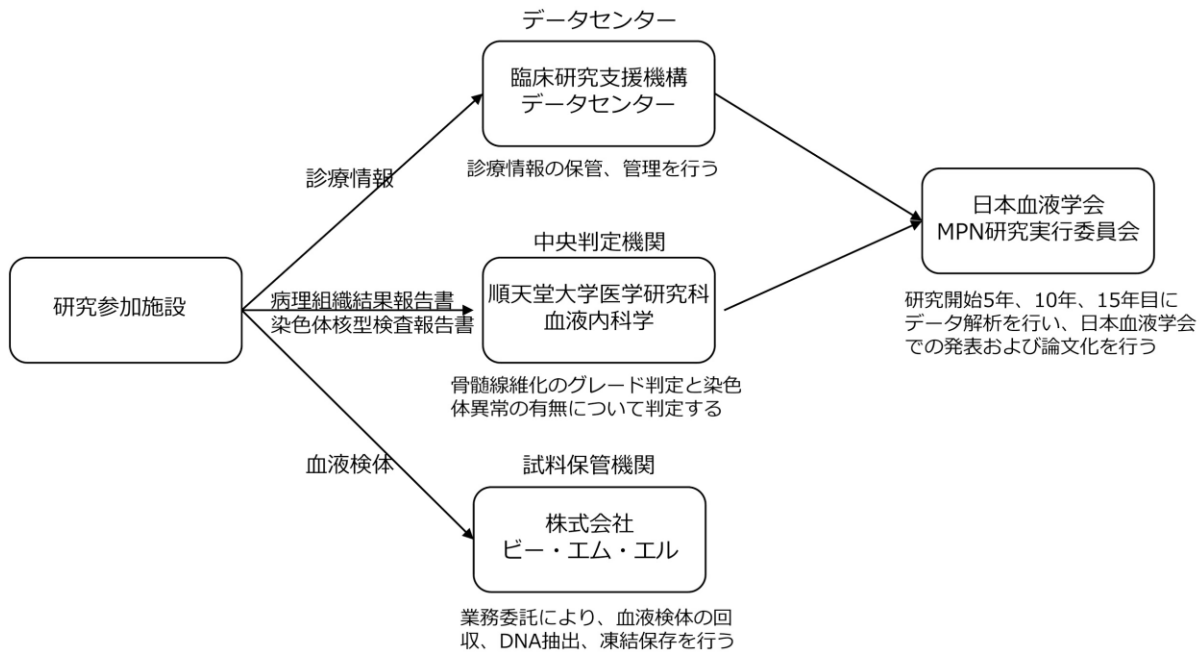 データセンター
臨床研究支援機構
データセンター
診療情報の保管、管理を行う
診療情報
日本血液学会
MPN研究実行委員会
研究開始5年、10年、15年目に
データ解析を行い、日本血液学会
での発表および論文化を行う
中央判定機関
順天堂大学医学研究科
血液内科学
骨髄線維化のグレード判定と染色
体異常の有無について判定する
研究参加施設
病理組織結果報告書
染色体核型検査報告書
血液検体
試料保管機関
株式会社
ビー・エム・エル
業務委託により、血液検体の回
収、DNA抽出、凍結保存を行う